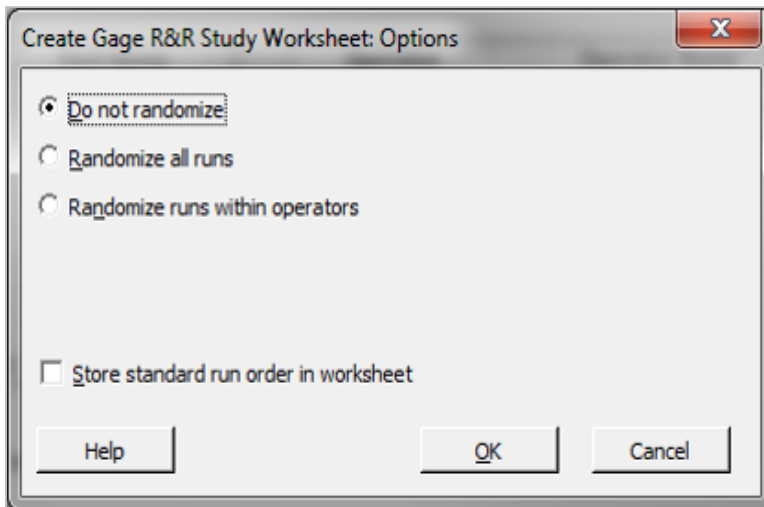 Create Gage R&R Study Worksheet: Options
Do not randomize
Randomize all runs
Randomize runs within operators
Store standard run order in worksheet
Help
OK
Cancel